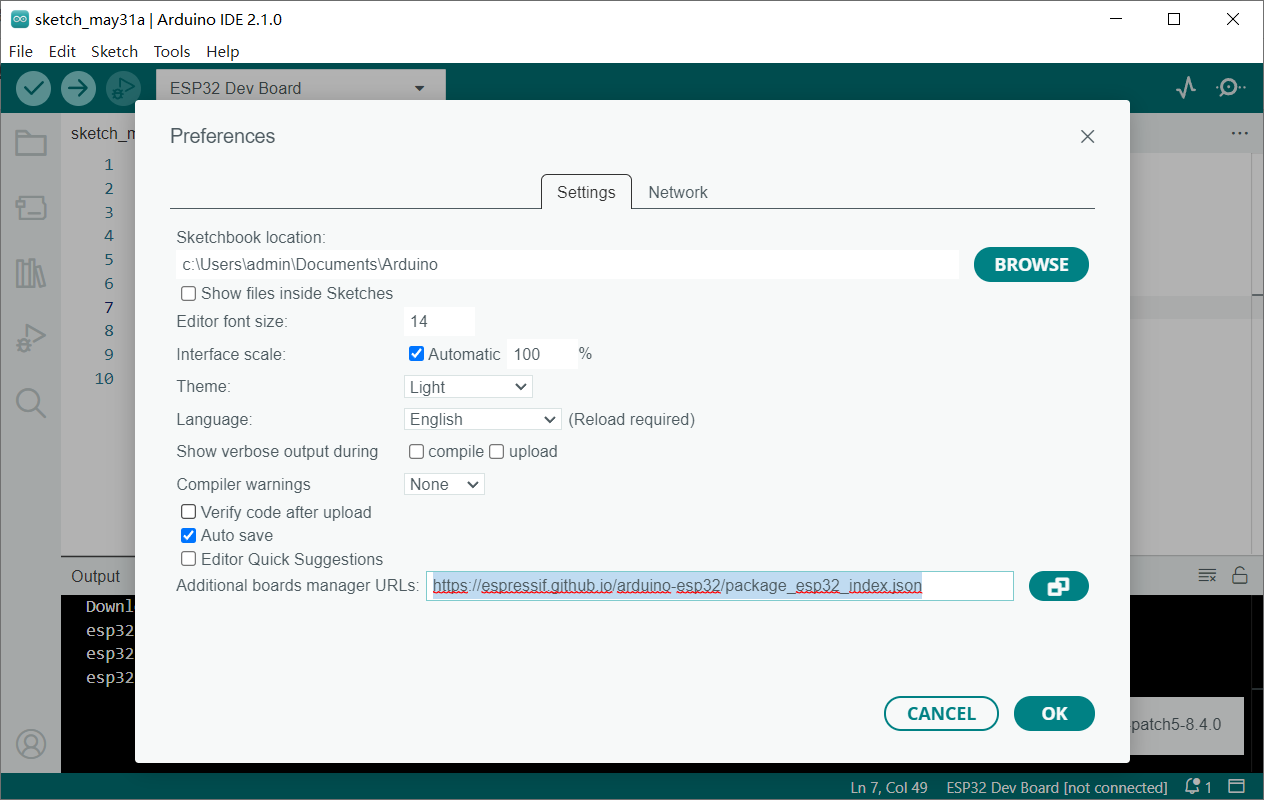 sketch_may31a | Arduino IDE 2.1.0
File Edit Sketch Tools Help
ESP32 Dev Board
sketch_m
Preferences
Settings Network
1
2
3
4
5
6
7
8
9
10
Sketchbook location:
c:\Users\admin\Documents\Arduino
BROWSE
Show files inside Sketches
Editor font size: 14
Interface scale: Automatic 100 %
Theme: Light
Language: English (Reload required)
Show verbose output during compile upload
Compiler warnings None
Verify code after upload
Auto save
Editor Quick Suggestions
Additional boards manager URLs: https://espressif.github.io/arduino-esp32/package_esp32_index.json
Output
Downl
esp32
esp32
esp32
CANCEL OK
-patch5-8.4.0
Ln 7, Col 49 ESP32 Dev Board [not connected] 1